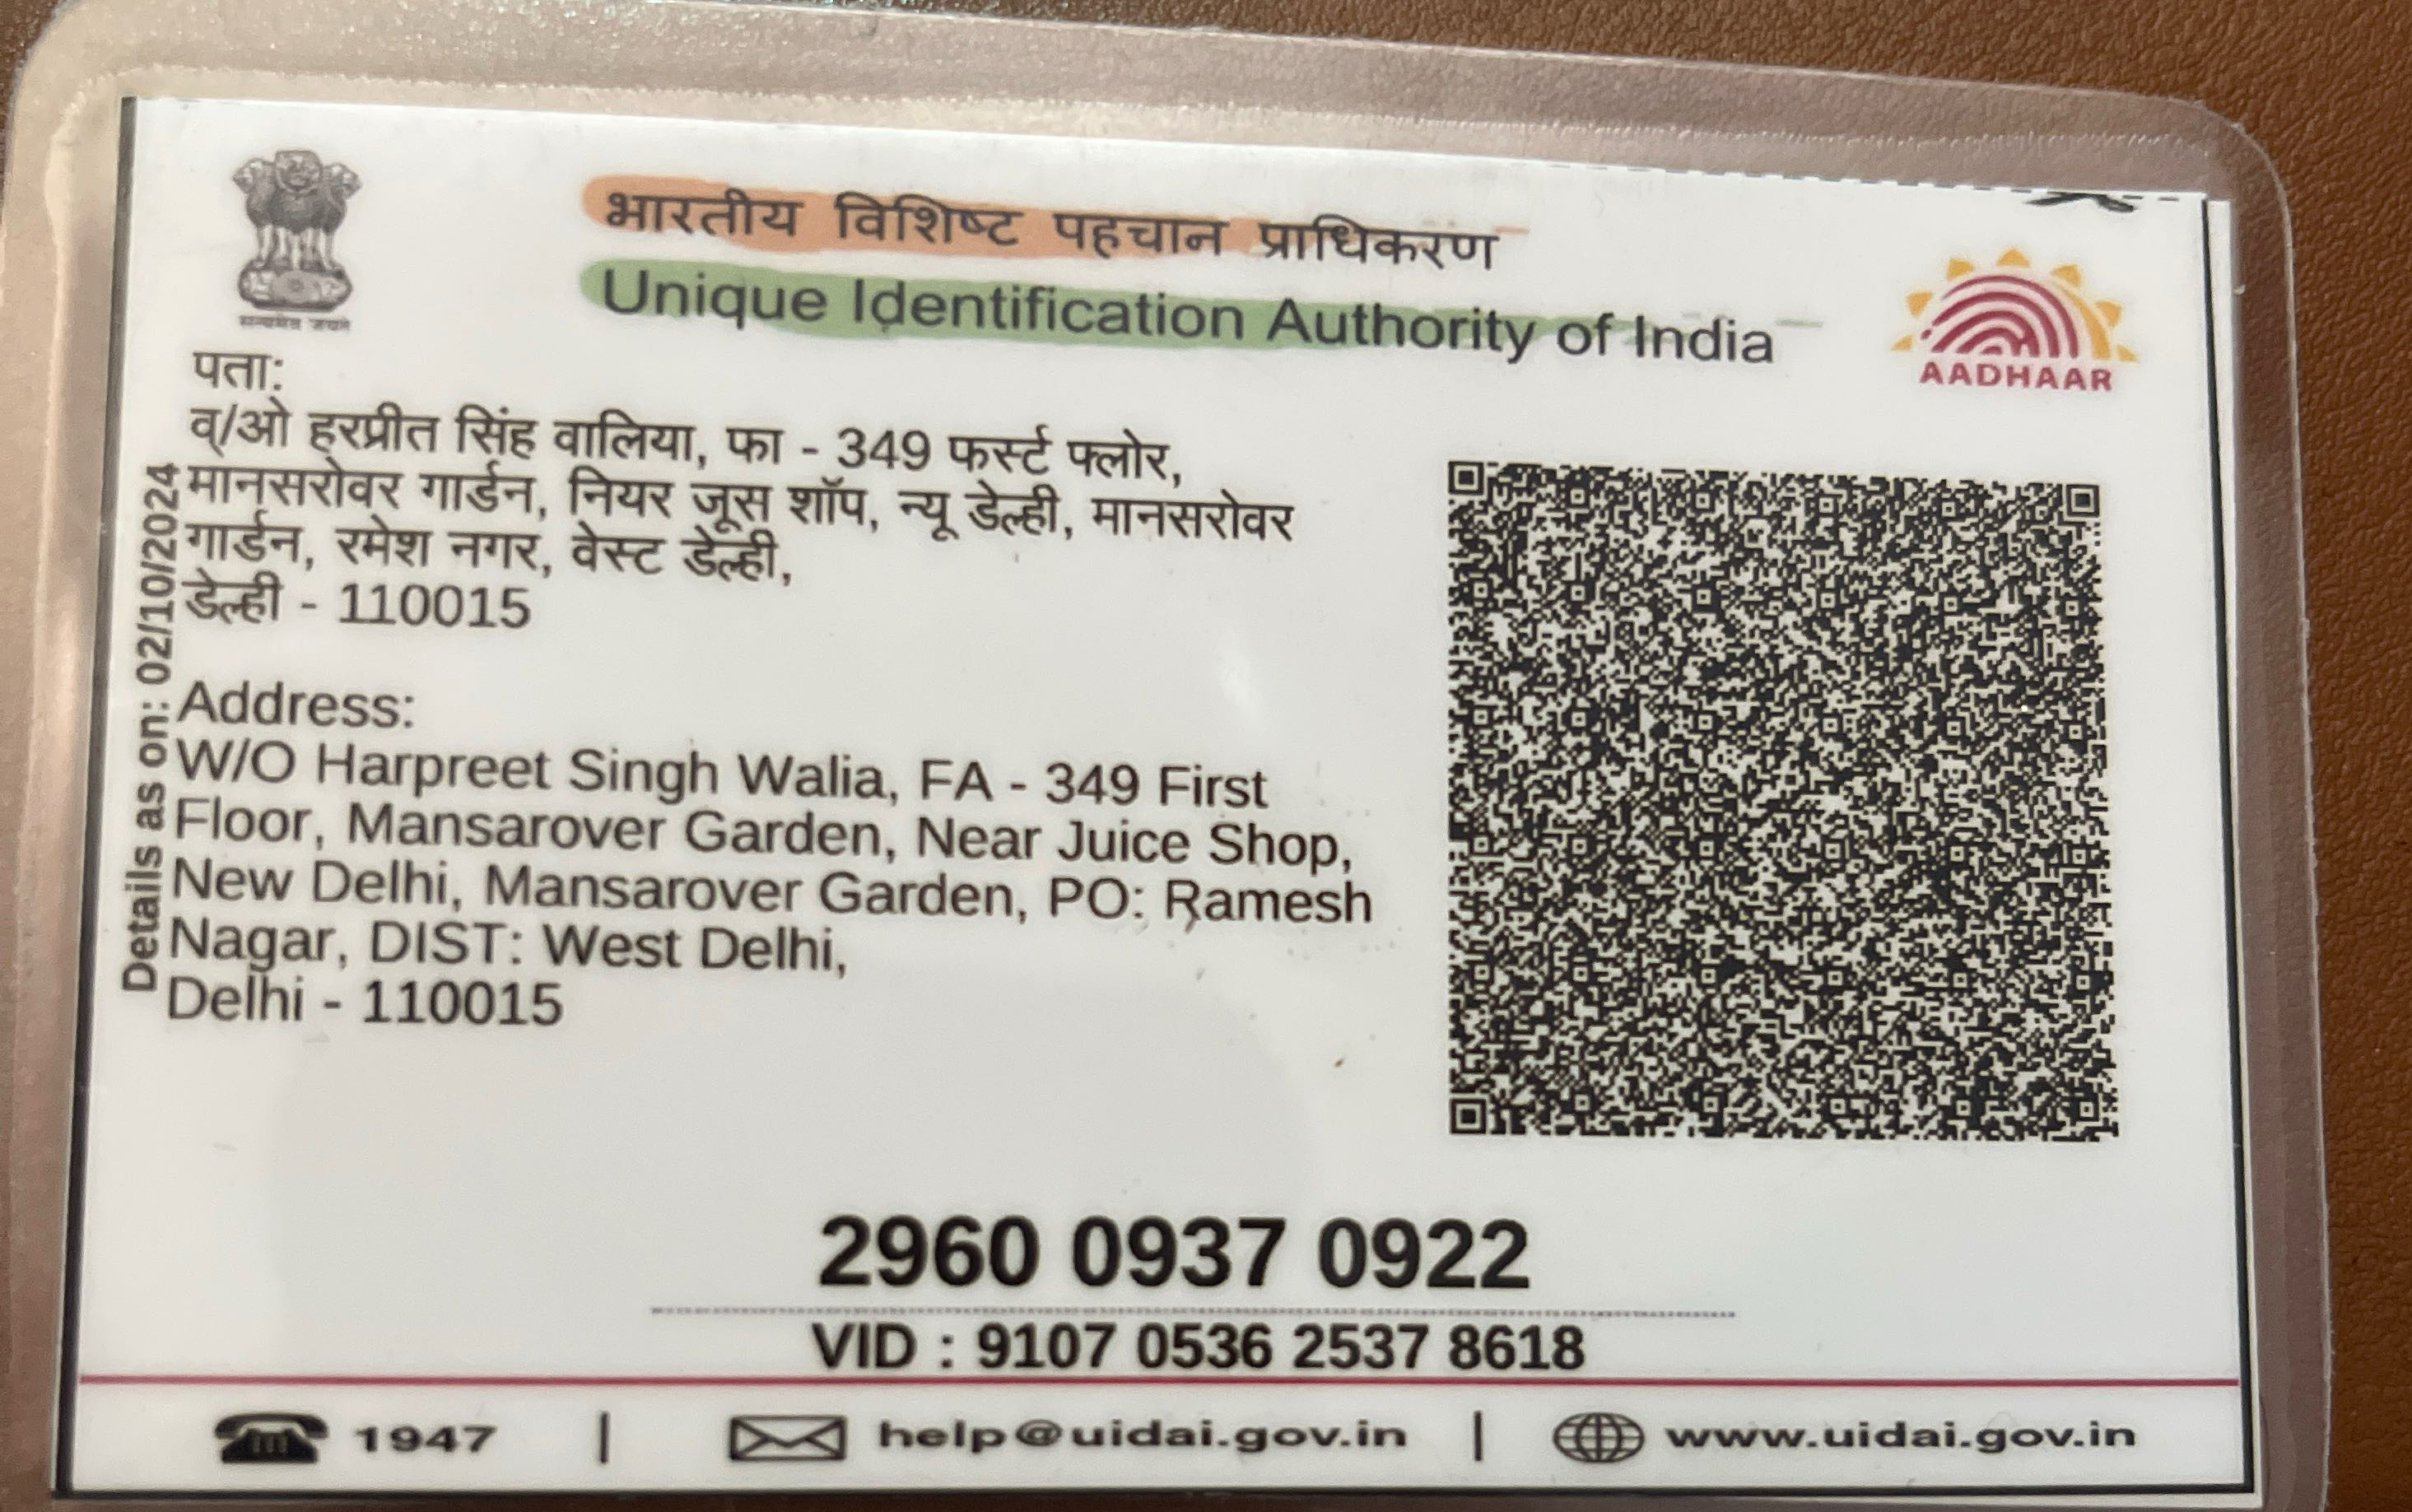 भारतीय विशिष्ट पहचान प्राधिकरण
Unique Identification Authority of India
सत्यमेव जयते
AADHAAR
पता:
व्/ओ हरप्रीत सिंह वालिया, फा - 349 फर्स्ट फ्लोर,
मानसरोवर गार्डन, नियर जूस शॉप, न्यू डेल्ही, मानसरोवर
गार्डन, रमेश नगर, वेस्ट डेल्ही,
डेल्ही - 110015
Details as on: 02/10/2024
Address:
W/O Harpreet Singh Walia, FA - 349 First
Floor, Mansarover Garden, Near Juice Shop,
New Delhi, Mansarover Garden, PO: Ramesh
Nagar, DIST: West Delhi,
Delhi - 110015
2960 0937 0922
VID : 9107 0536 2537 8618
1947 | help@uidai.gov.in | www.uidai.gov.in